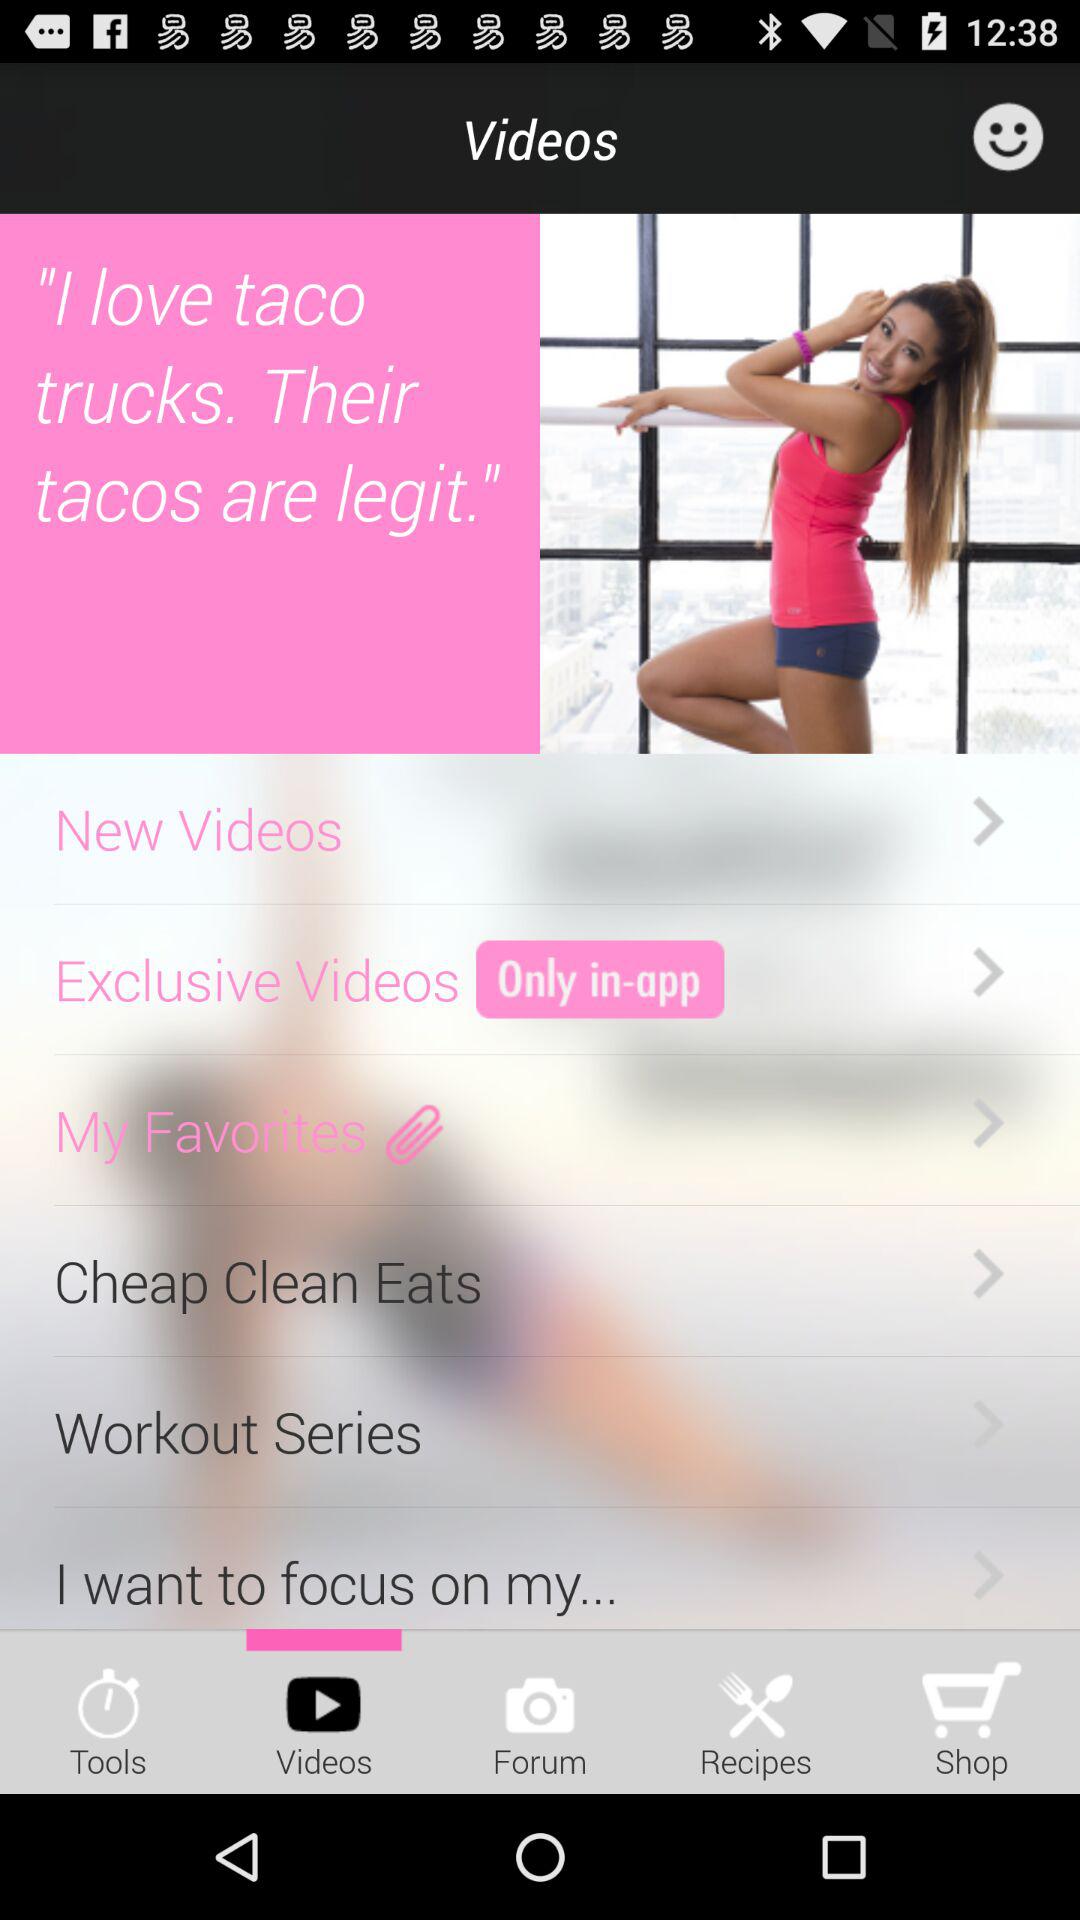 12:38
Videos
"I love taco
trucks. Their
tacos are legit."
New Videos
Exclusive Videos Only in-app
My Favorites
Cheap Clean Eats
Workout Series
I want to focus on my...
Tools Videos Forum Recipes Shop